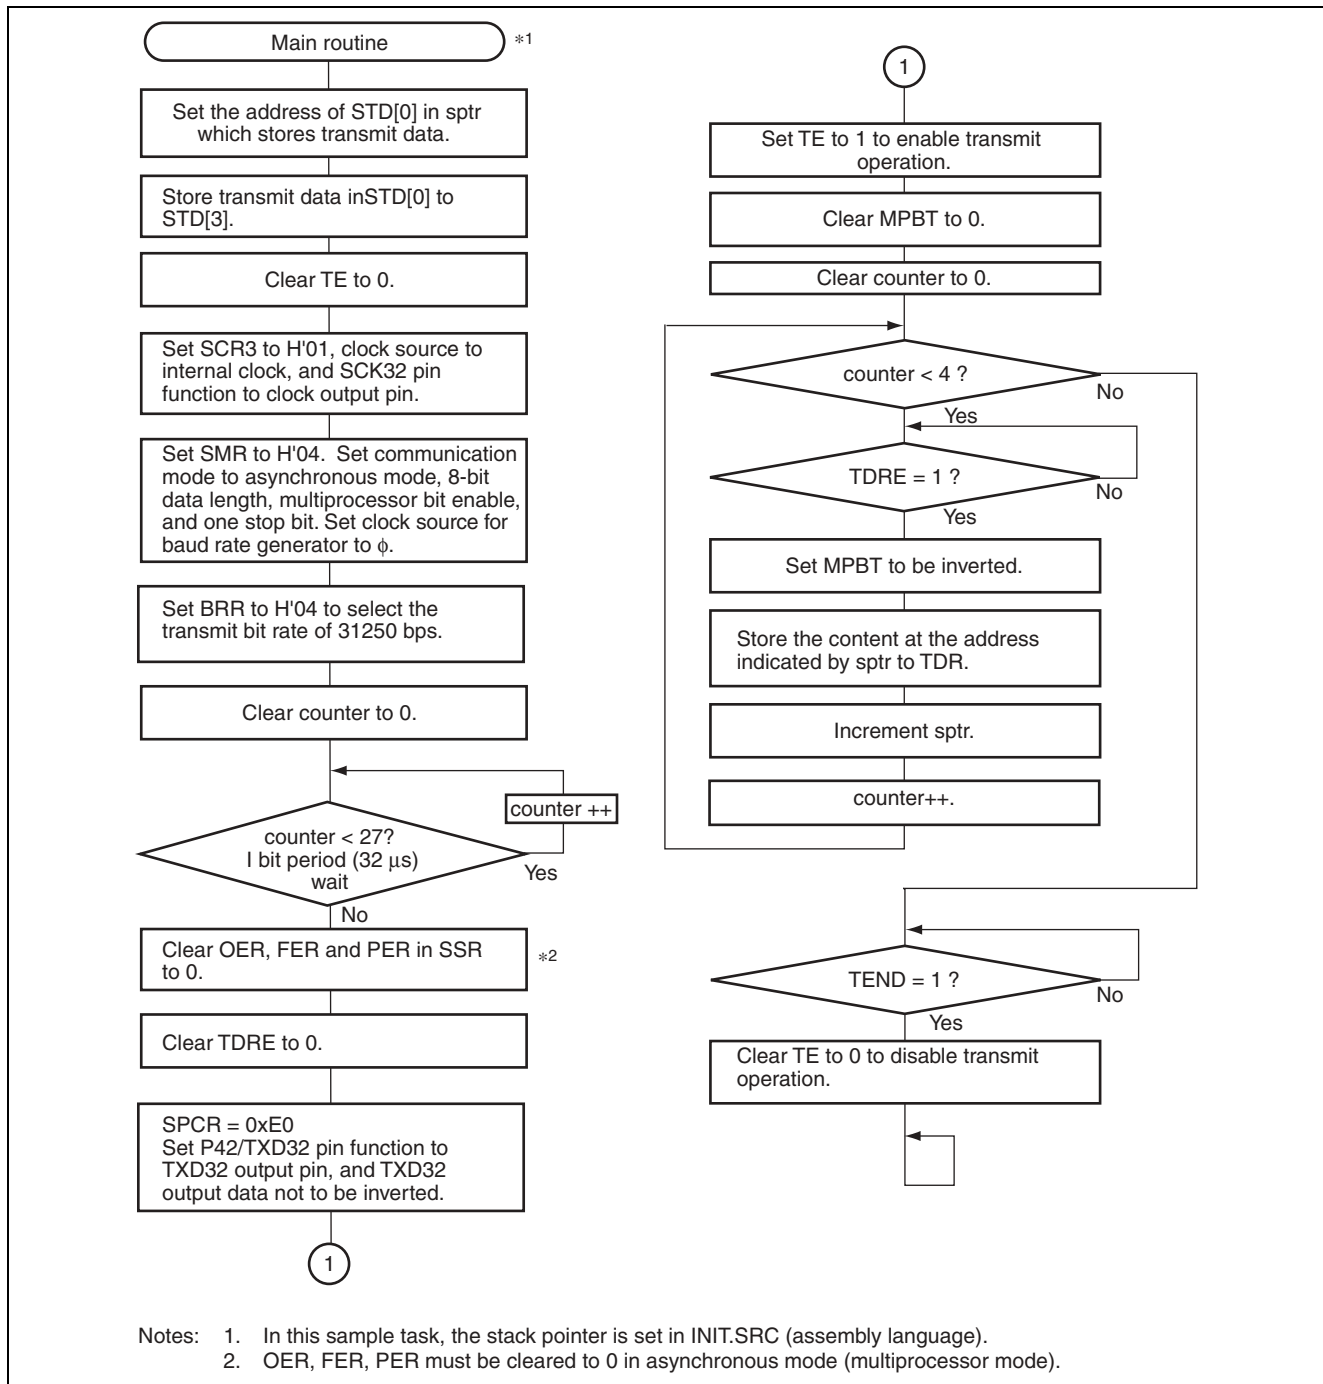 Main routine
*1
Set the address of STD[0] in sptr
which stores transmit data.
Store transmit data inSTD[0] to
STD[3].
Clear TE to 0.
Set SCR3 to H'01, clock source to
internal clock, and SCK32 pin
function to clock output pin.
Set SMR to H'04. Set communication
mode to asynchronous mode, 8-bit
data length, multiprocessor bit enable,
and one stop bit. Set clock source for
baud rate generator to ϕ.
Set BRR to H'04 to select the
transmit bit rate of 31250 bps.
Clear counter to 0.
counter ++
counter < 27?
I bit period (32 μs)
wait
Yes
No
Clear OER, FER and PER in SSR
to 0.
*2
Clear TDRE to 0.
SPCR = 0xE0
Set P42/TXD32 pin function to
TXD32 output pin, and TXD32
output data not to be inverted.
1
1
Set TE to 1 to enable transmit
operation.
Clear MPBT to 0.
Clear counter to 0.
counter < 4 ?
No
Yes
TDRE = 1 ?
No
Yes
Set MPBT to be inverted.
Store the content at the address
indicated by sptr to TDR.
Increment sptr.
counter++.
TEND = 1 ?
No
Yes
Clear TE to 0 to disable transmit
operation.
Notes: 1. In this sample task, the stack pointer is set in INIT.SRC (assembly language).
2. OER, FER, PER must be cleared to 0 in asynchronous mode (multiprocessor mode).